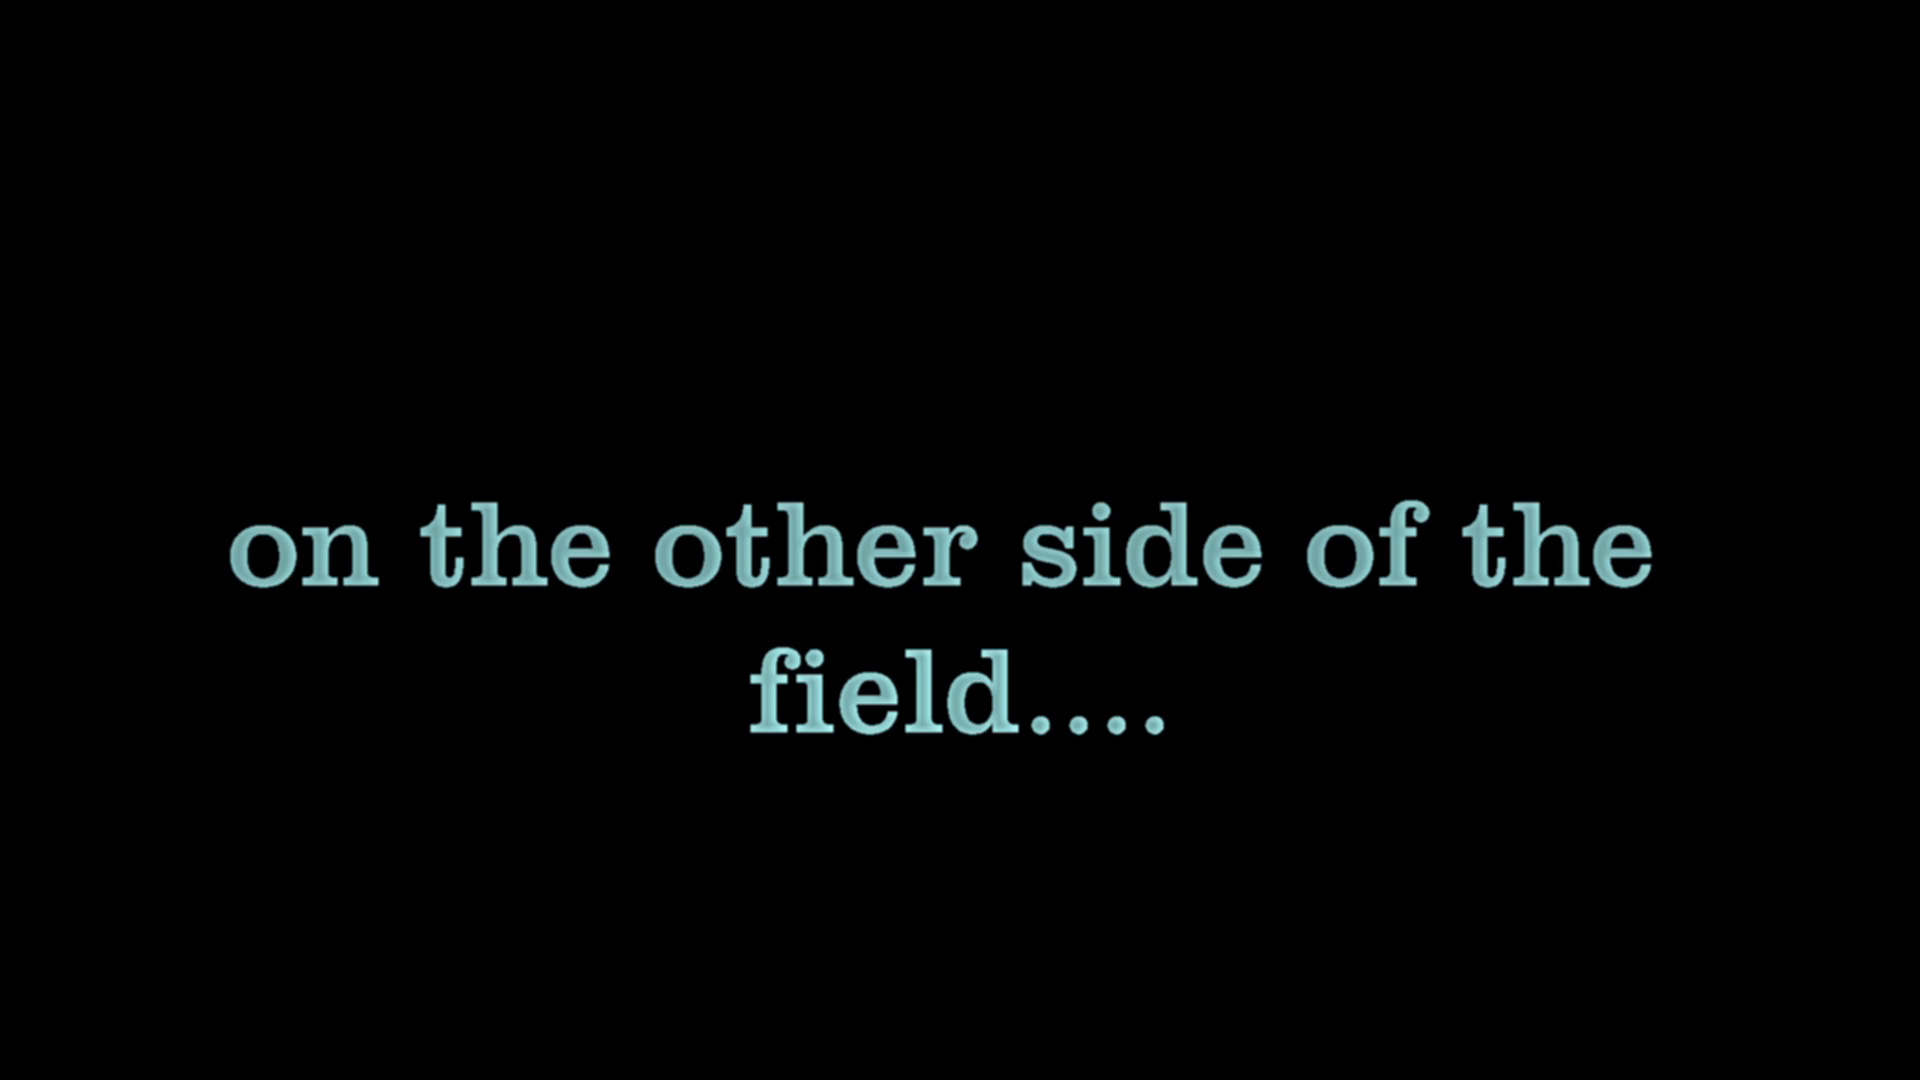 on the other side of the
field....